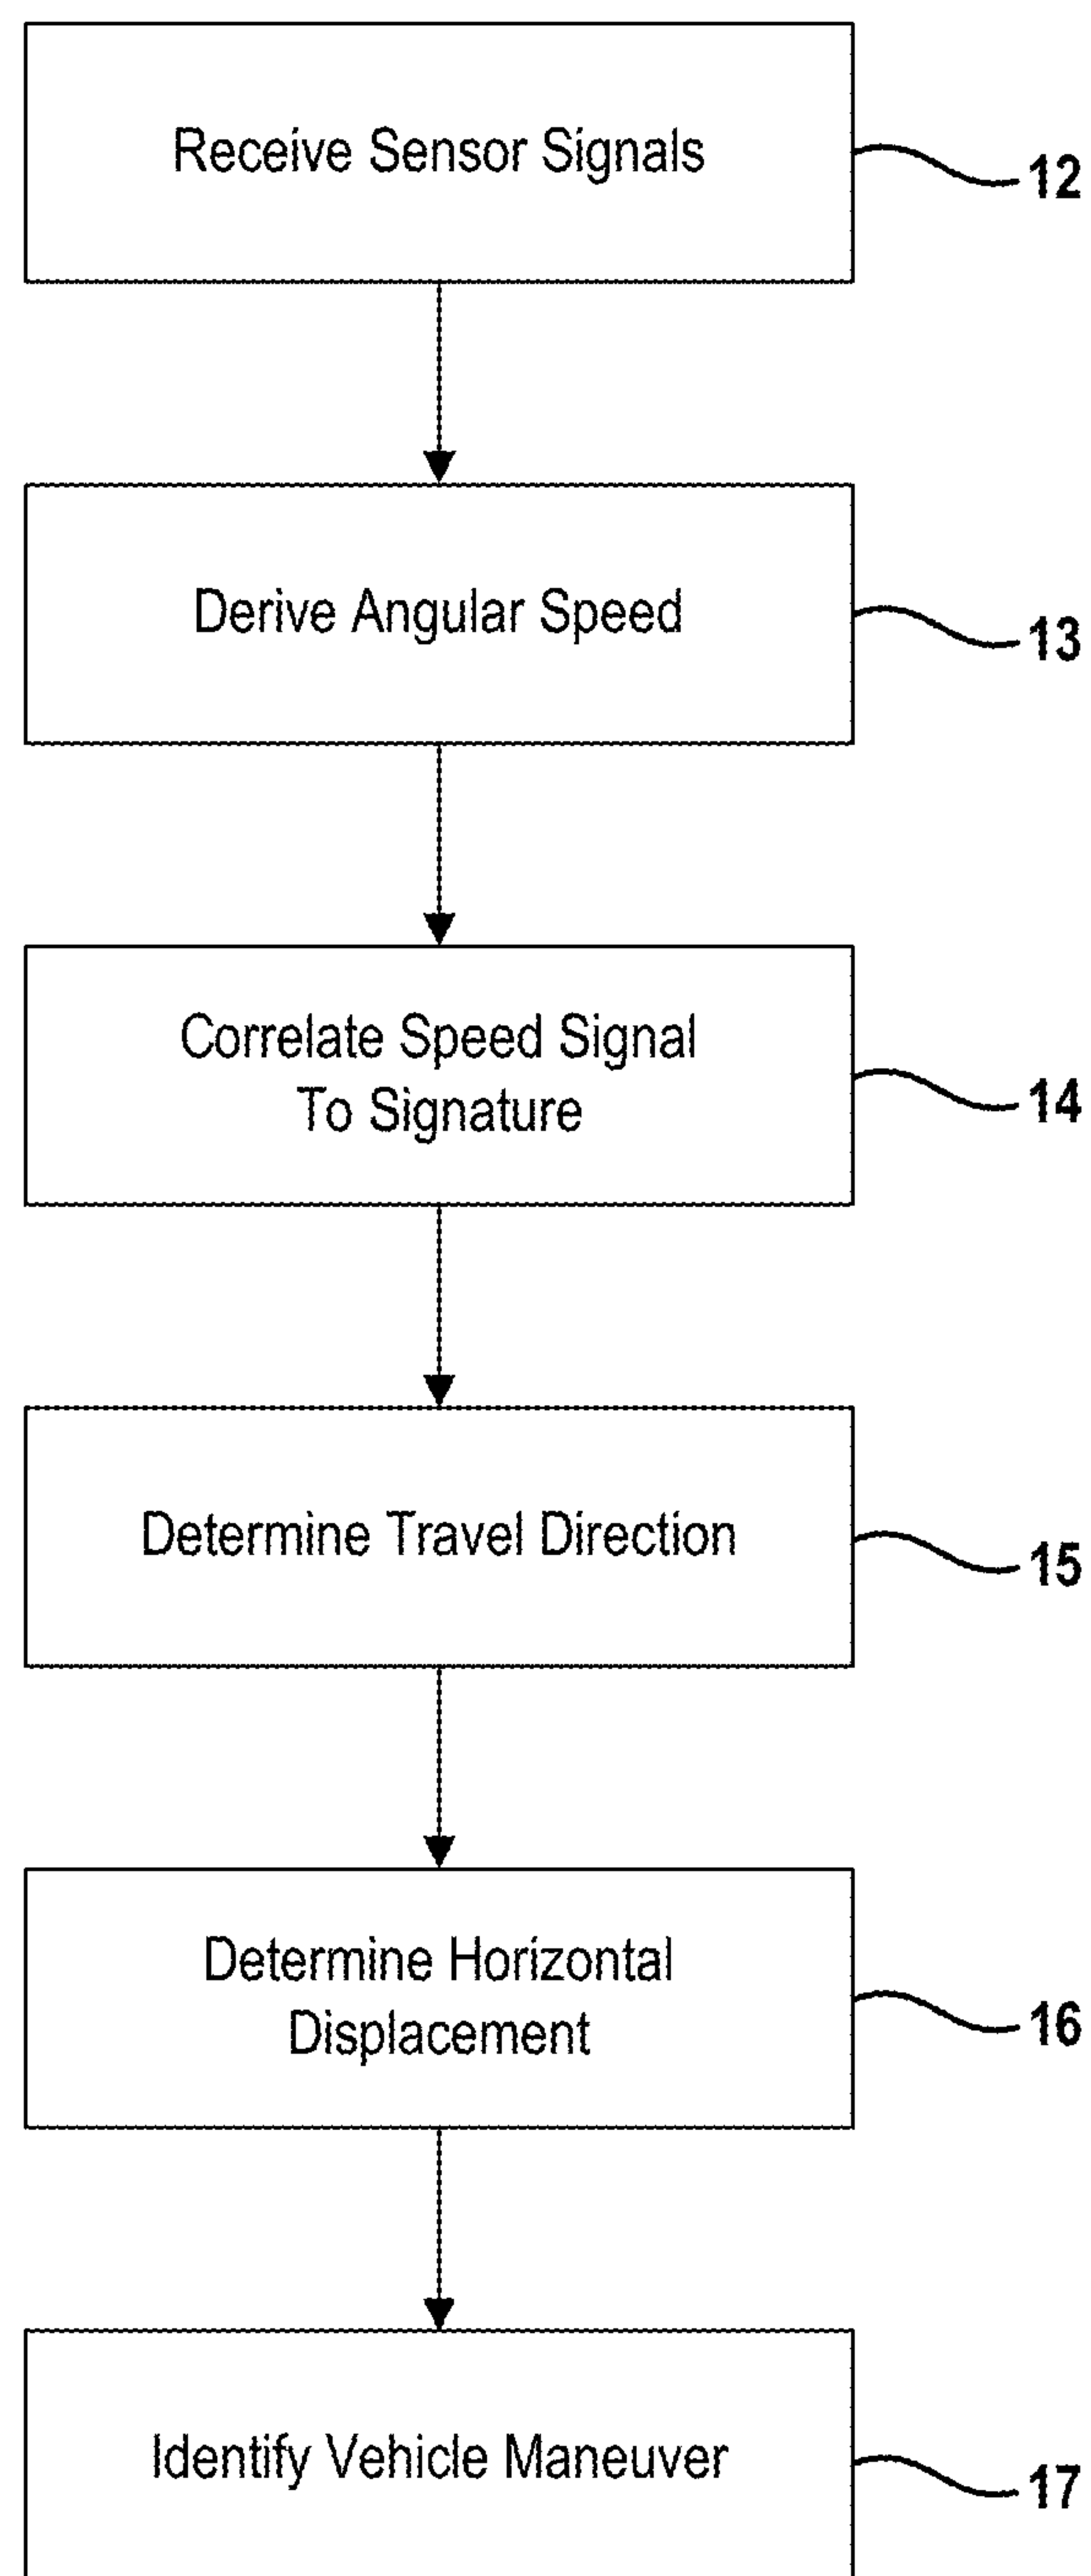 Receive Sensor Signals
12
Derive Angular Speed
13
Correlate Speed Signal
To Signature
14
Determine Travel Direction
15
Determine Horizontal
Displacement
16
Identify Vehicle Maneuver
17